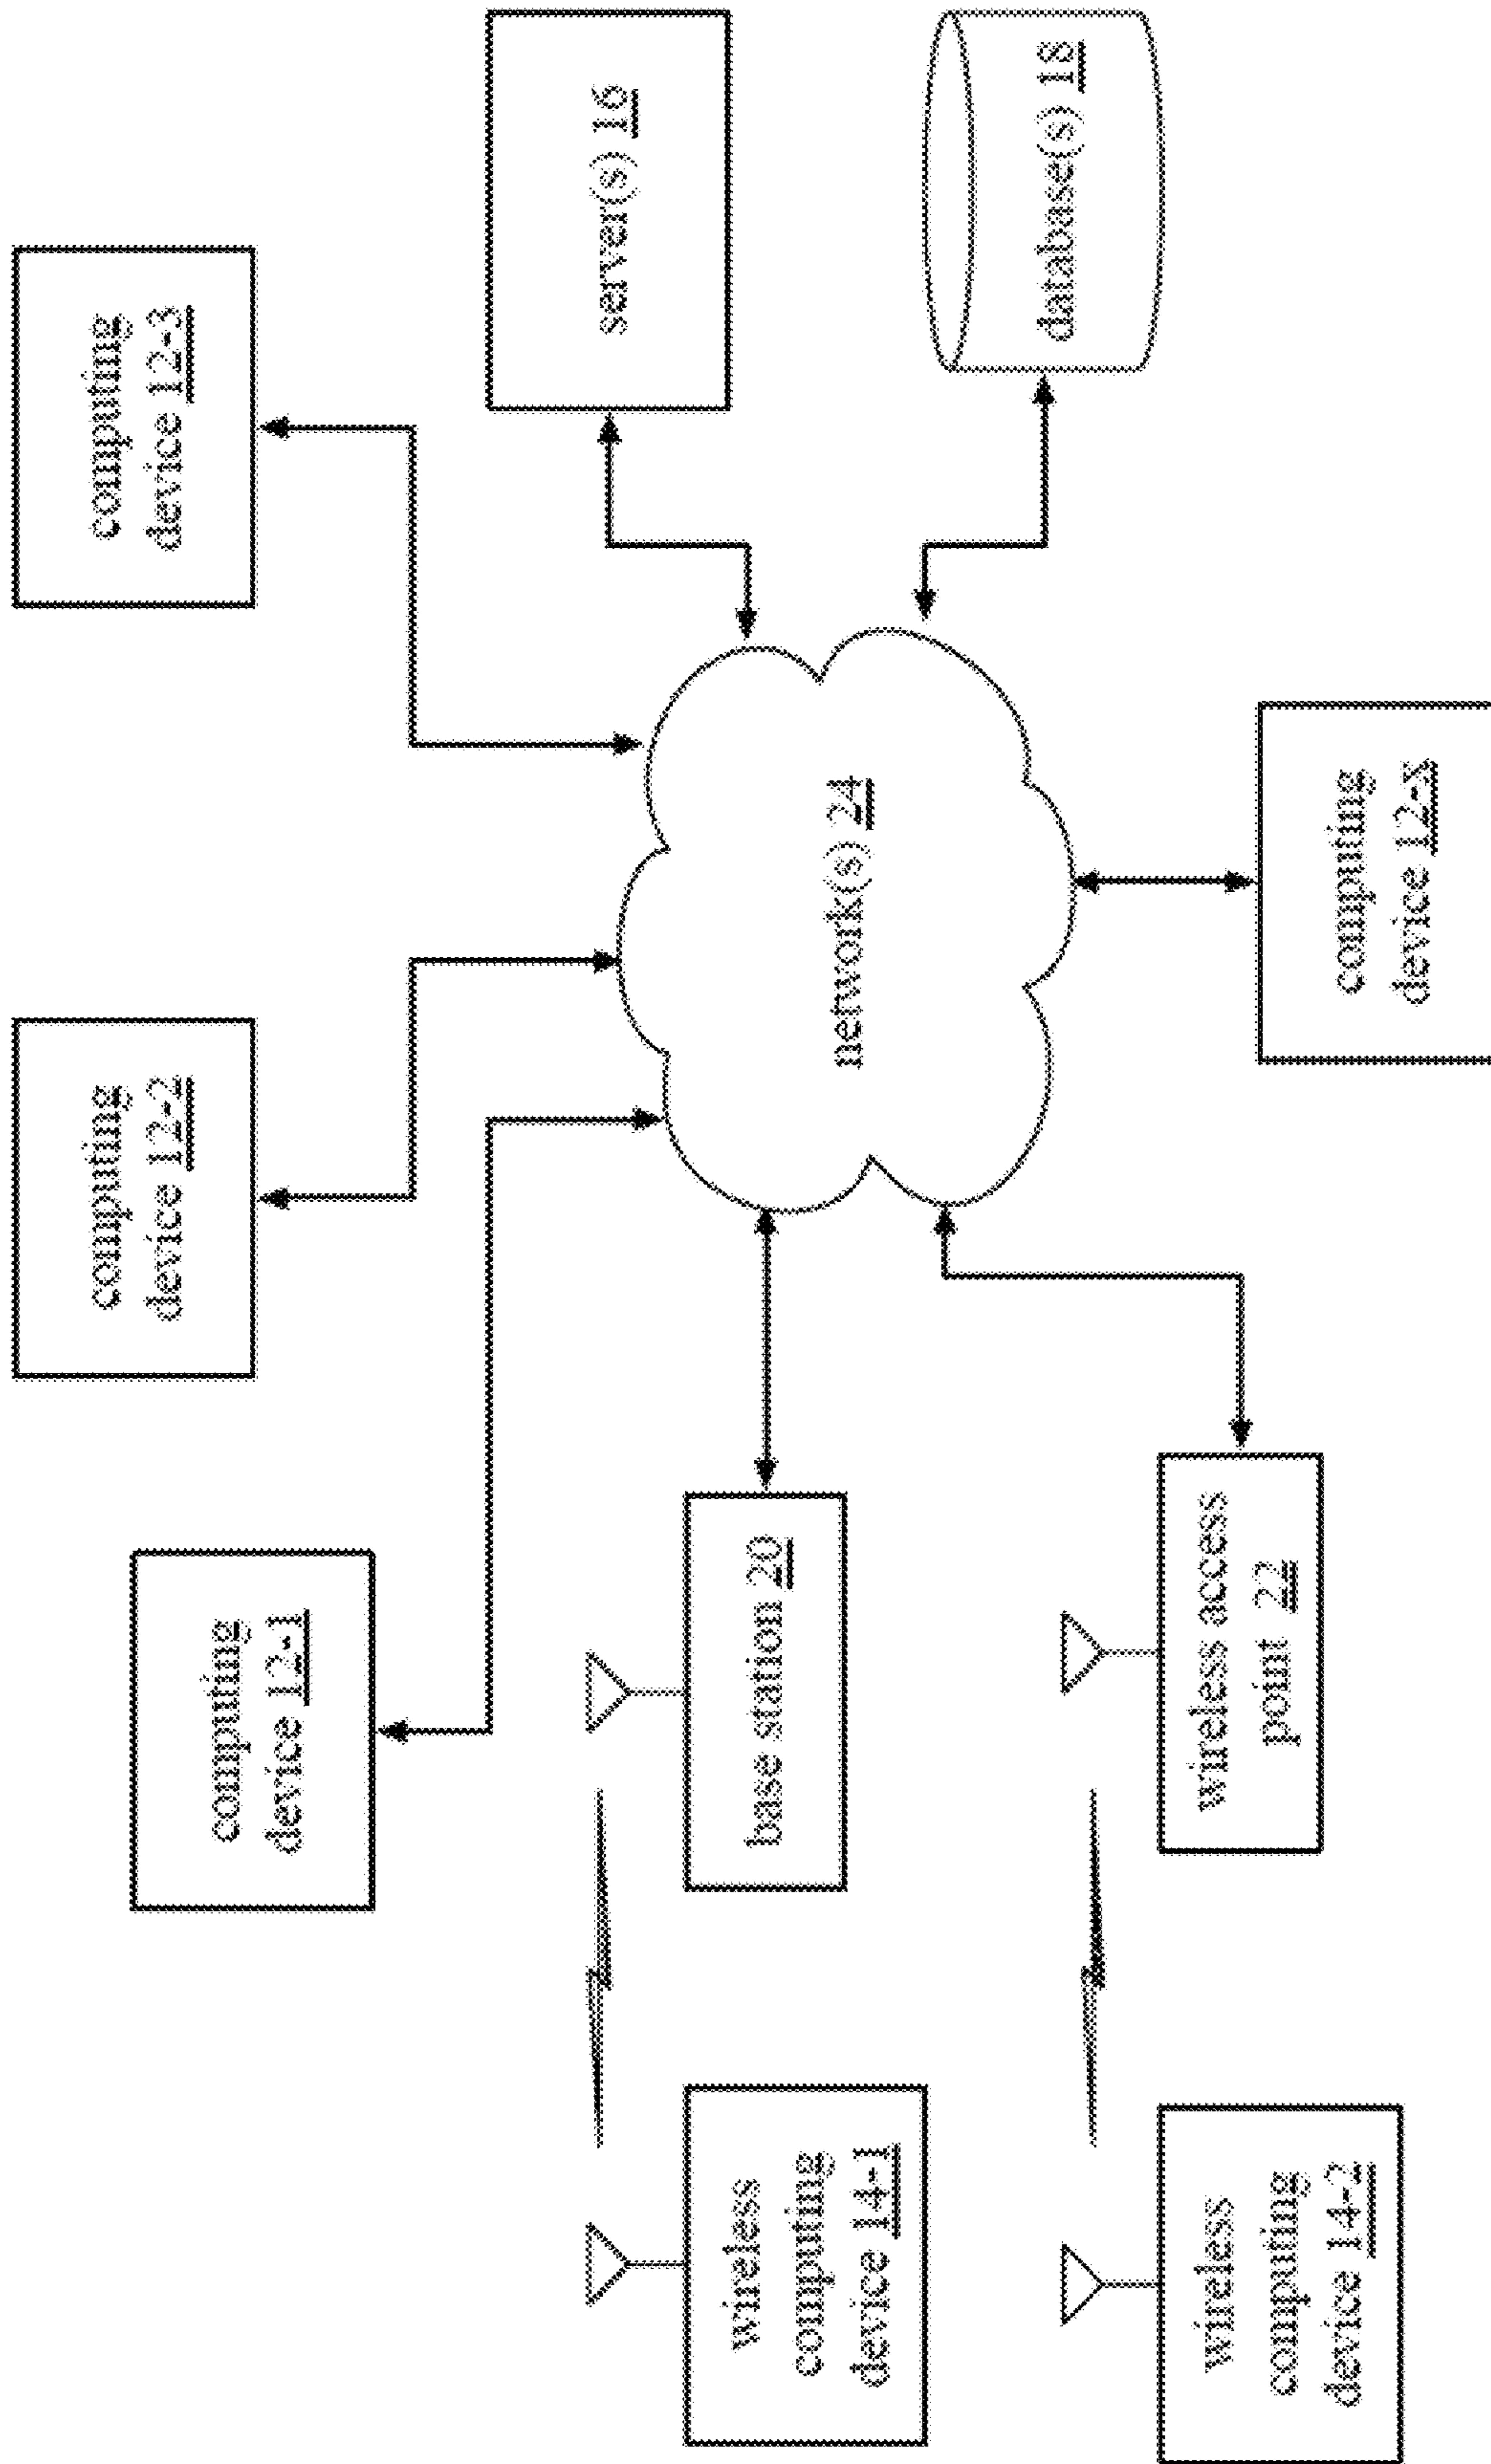 computing
device 12-1
computing
device 12-2
computing
device 12-3
server(s) 16
wireless
computing
device 14-1
base station 20
network(s) 24
database(s) 18
wireless
computing
device 14-2
wireless access
point 22
computing
device 12-x